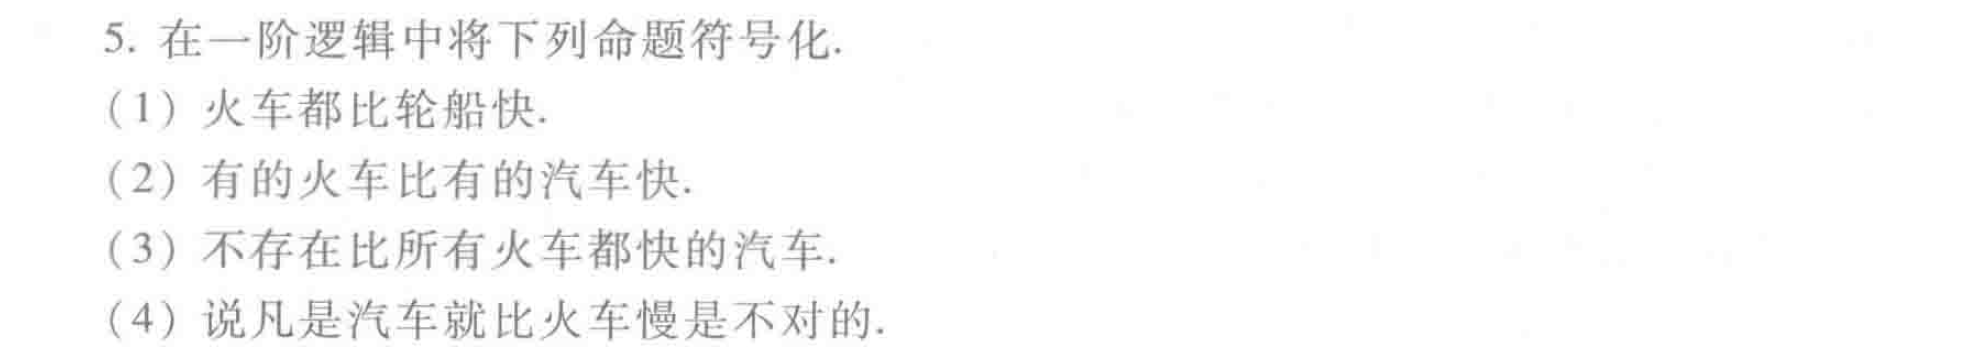 5. 在一阶逻辑中将下列命题符号化.
(1) 火车都比轮船快.
(2) 有的火车比有的汽车快.
(3) 不存在比所有火车都快的汽车.
(4) 说凡是汽车就比火车慢是不对的.